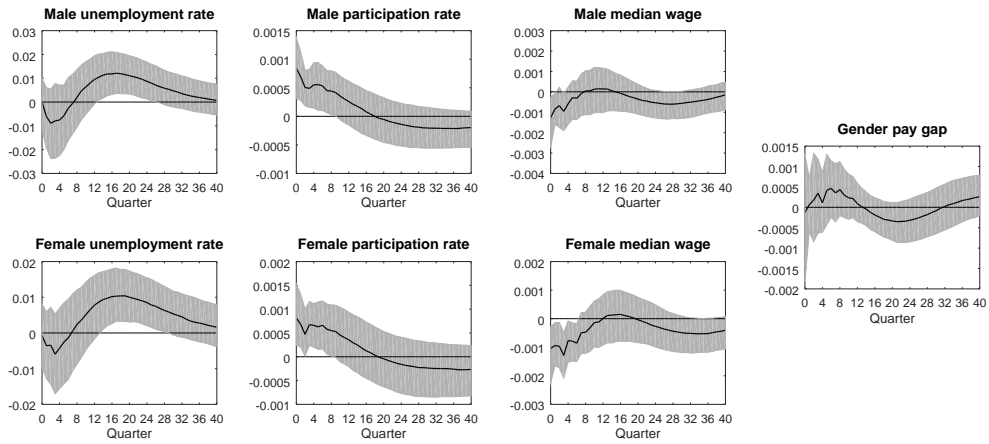 Male unemployment rate
0.03
0.02
0.01
0
-0.01
-0.02
-0.03
0 4 8 12 16 20 24 28 32 36 40
Quarter
Male participation rate
0.0015
0.001
0.0005
0
-0.0005
-0.001
0 4 8 12 16 20 24 28 32 36 40
Quarter
Male median wage
0.003
0.002
0.001
0
-0.001
-0.002
-0.003
-0.004
0 4 8 12 16 20 24 28 32 36 40
Quarter
Gender pay gap
0.0015
0.001
0.0005
0
-0.0005
-0.001
-0.0015
-0.002
0 4 8 12 16 20 24 28 32 36 40
Quarter
Female unemployment rate
0.02
0.01
0
-0.01
-0.02
0 4 8 12 16 20 24 28 32 36 40
Quarter
Female participation rate
0.002
0.0015
0.001
0.0005
0
-0.0005
-0.001
0 4 8 12 16 20 24 28 32 36 40
Quarter
Female median wage
0.002
0.001
0
-0.001
-0.002
-0.003
0 4 8 12 16 20 24 28 32 36 40
Quarter